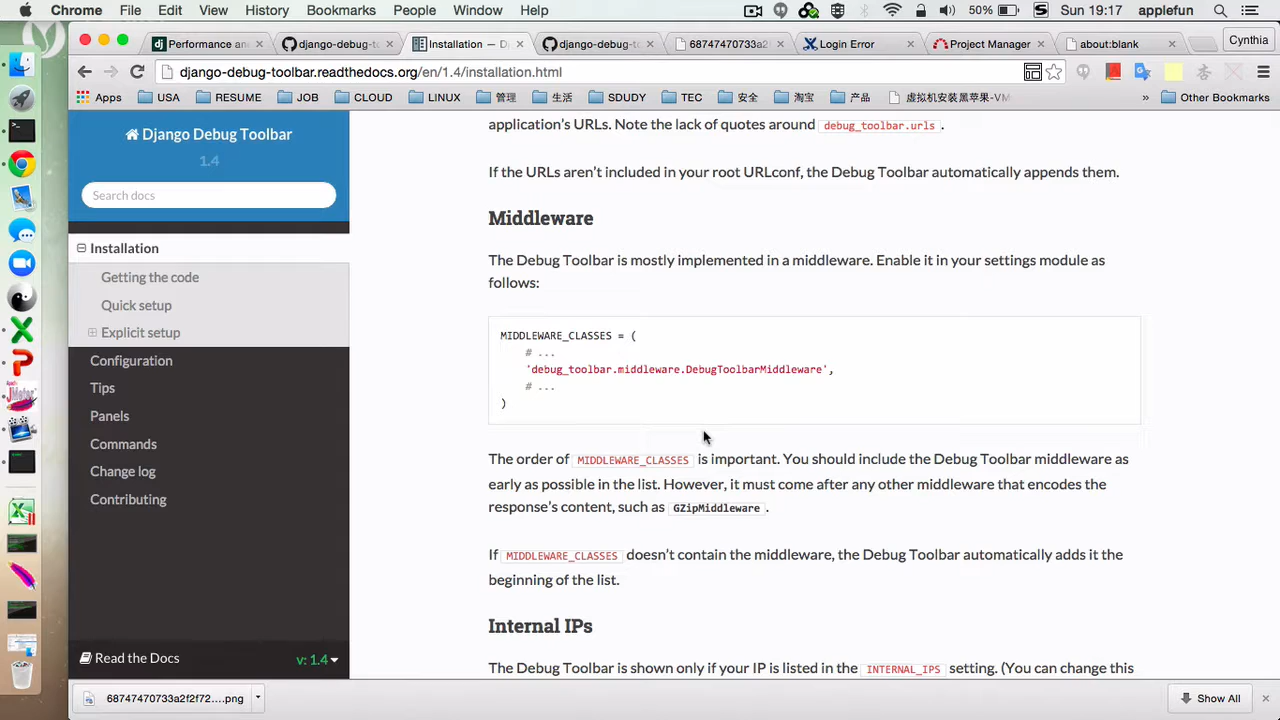 Chrome File Edit View History Bookmarks People Window Help 50% Sun 19:17 applefun
Performance an django-debug-t Installation — D django-debug-to 68747470733a2 Login Error Project Manager about:blank Cynthia
django-debug-toolbar.readthedocs.org/en/1.4/installation.html
Apps USA RESUME JOB CLOUD LINUX 管理 生活 SDUDY TEC 安全 淘宝 产品 虚拟机安装黑苹果-VM » Other Bookmarks
Django Debug Toolbar
1.4
Search docs
Installation
Getting the code
Quick setup
Explicit setup
Configuration
Tips
Panels
Commands
Change log
Contributing
Read the Docs v: 1.4
application's URLs. Note the lack of quotes around debug_toolbar.urls .
If the URLs aren't included in your root URLconf, the Debug Toolbar automatically appends them.
Middleware
The Debug Toolbar is mostly implemented in a middleware. Enable it in your settings module as
follows:
MIDDLEWARE_CLASSES = (
# ...
'debug_toolbar.middleware.DebugToolbarMiddleware',
# ...
)
The order of MIDDLEWARE_CLASSES is important. You should include the Debug Toolbar middleware as
early as possible in the list. However, it must come after any other middleware that encodes the
response's content, such as GZipMiddleware .
If MIDDLEWARE_CLASSES doesn't contain the middleware, the Debug Toolbar automatically adds it the
beginning of the list.
Internal IPs
The Debug Toolbar is shown only if your IP is listed in the INTERNAL_IPS setting. (You can change this
68747470733a2f2f72....png Show All